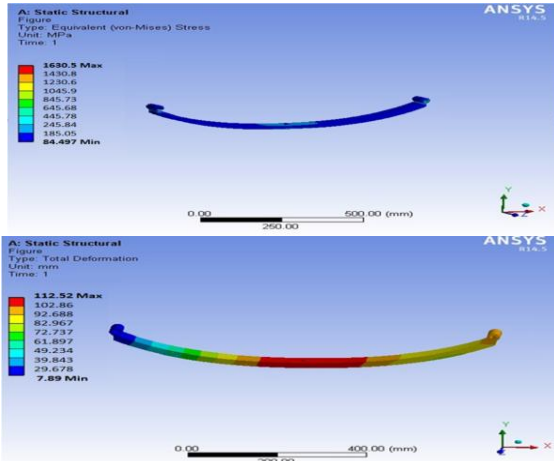 A: Static Structural
Figure
Type: Equivalent (von-Mises) Stress
Unit: MPa
Time: 1
ANSYS
R14.5
1630.5 Max
1430.8
1230.6
1045.9
845.73
645.68
445.78
245.84
185.05
84.497 Min
0.00
500.00 (mm)
250.00
Y
X
Z
A: Static Structural
Figure
Type: Total Deformation
Unit: mm
Time: 1
ANSYS
R14.5
112.52 Max
102.86
92.688
82.967
72.737
61.897
49.234
39.843
29.678
7.89 Min
0.00
400.00 (mm)
200.00
Y
X
Z